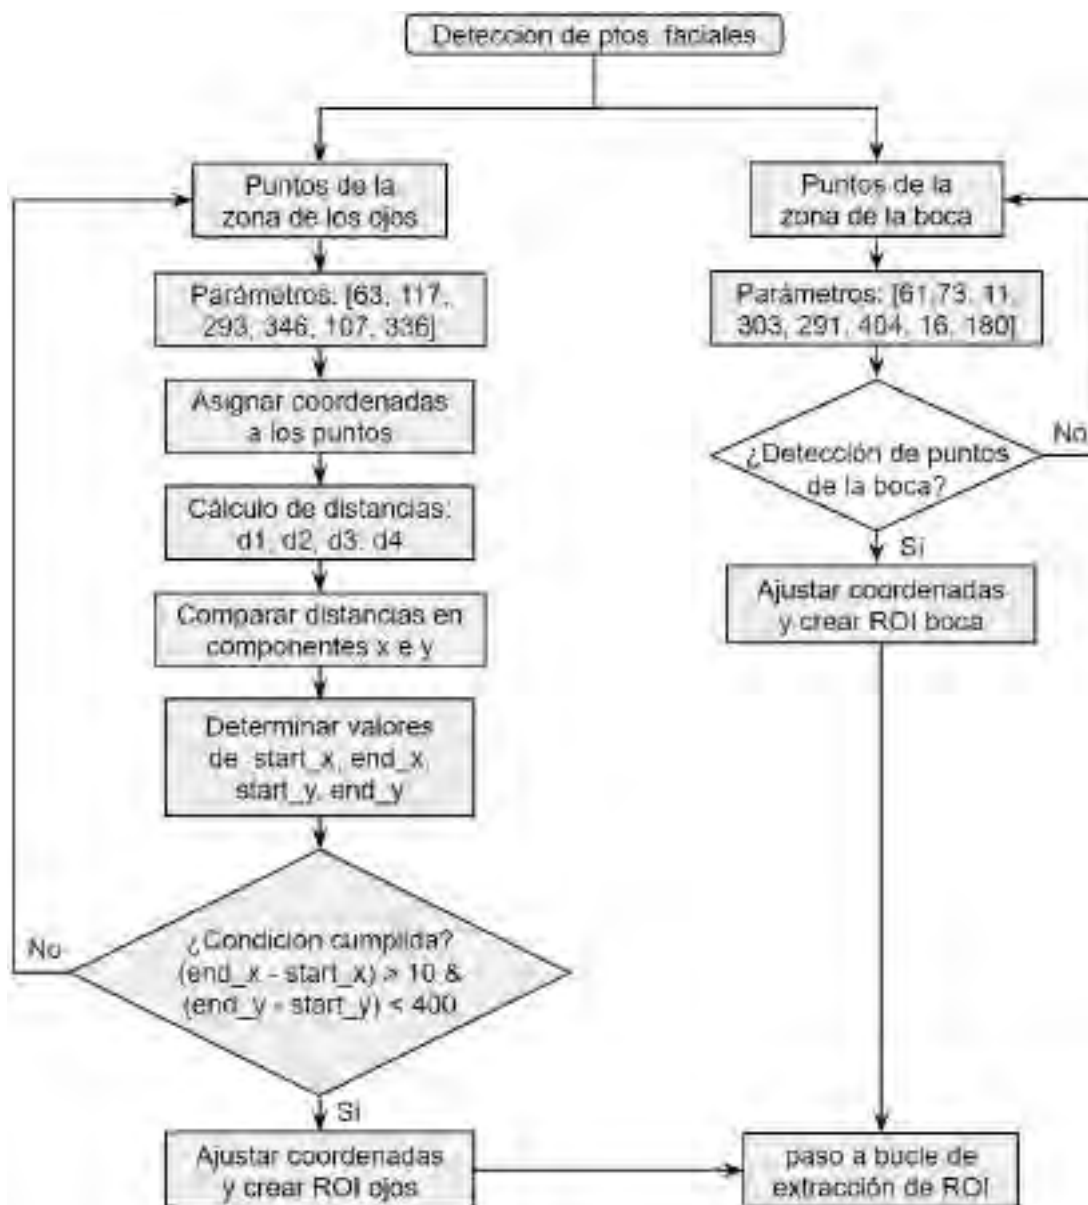 Detección de ptos faciales
Puntos de la
zona de los ojos
Parámetros: [63, 117,
293, 346, 107, 336]
Asignar coordenadas
a los puntos
Cálculo de distancias:
d1, d2, d3, d4
Comparar distancias en
componentes x e y
Determinar valores
de start_x, end_x,
start_y, end_y
¿Condición cumplida?
(end_x - start_x) > 10 &
(end_y - start_y) < 400
No
Si
Ajustar coordenadas
y crear ROI ojos
Puntos de la
zona de la boca
Parámetros: [61,73, 11,
303, 291, 404, 16, 180]
¿Detección de puntos
de la boca?
No
Si
Ajustar coordenadas
y crear ROI boca
paso a bucle de
extracción de ROI